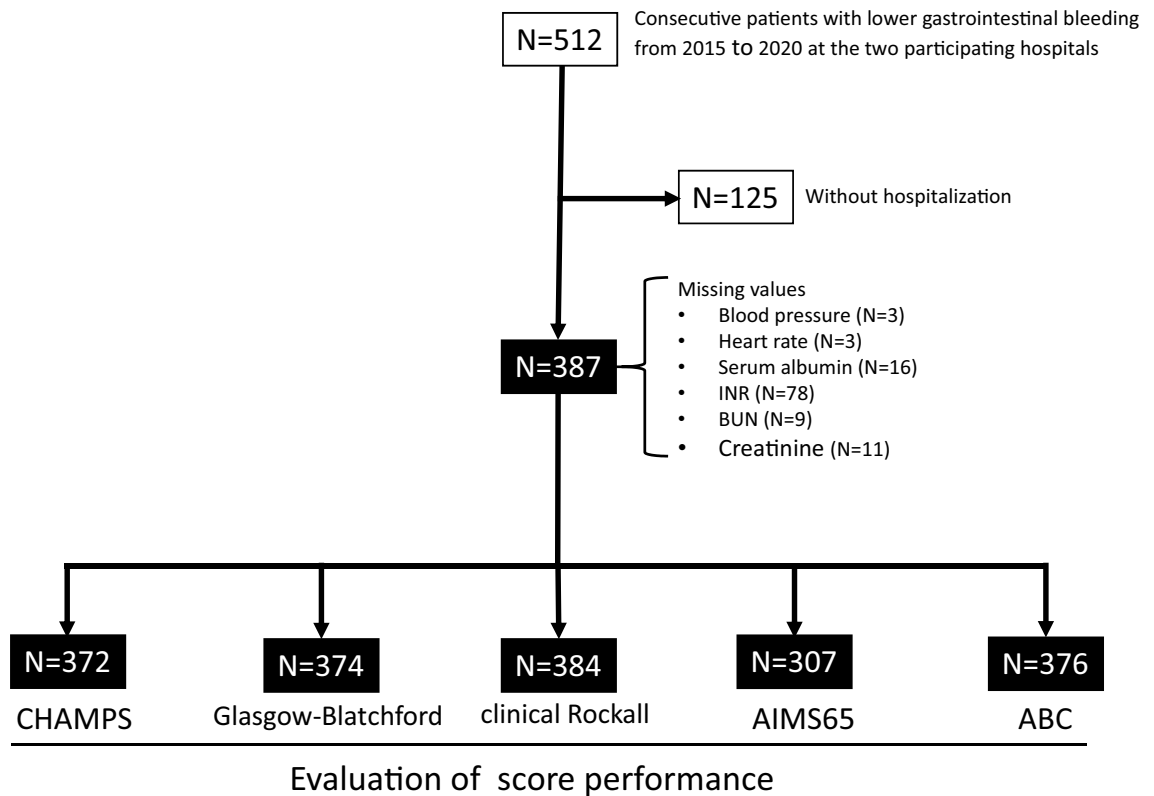 N=512
Consecutive patients with lower gastrointestinal bleeding
from 2015 to 2020 at the two participating hospitals
N=125
Without hospitalization
N=387
Missing values
• Blood pressure (N=3)
• Heart rate (N=3)
• Serum albumin (N=16)
• INR (N=78)
• BUN (N=9)
• Creatinine (N=11)
N=372
N=374
N=384
N=307
N=376
CHAMPS
Glasgow-Blatchford
clinical Rockall
AIMS65
ABC
Evaluation of score performance